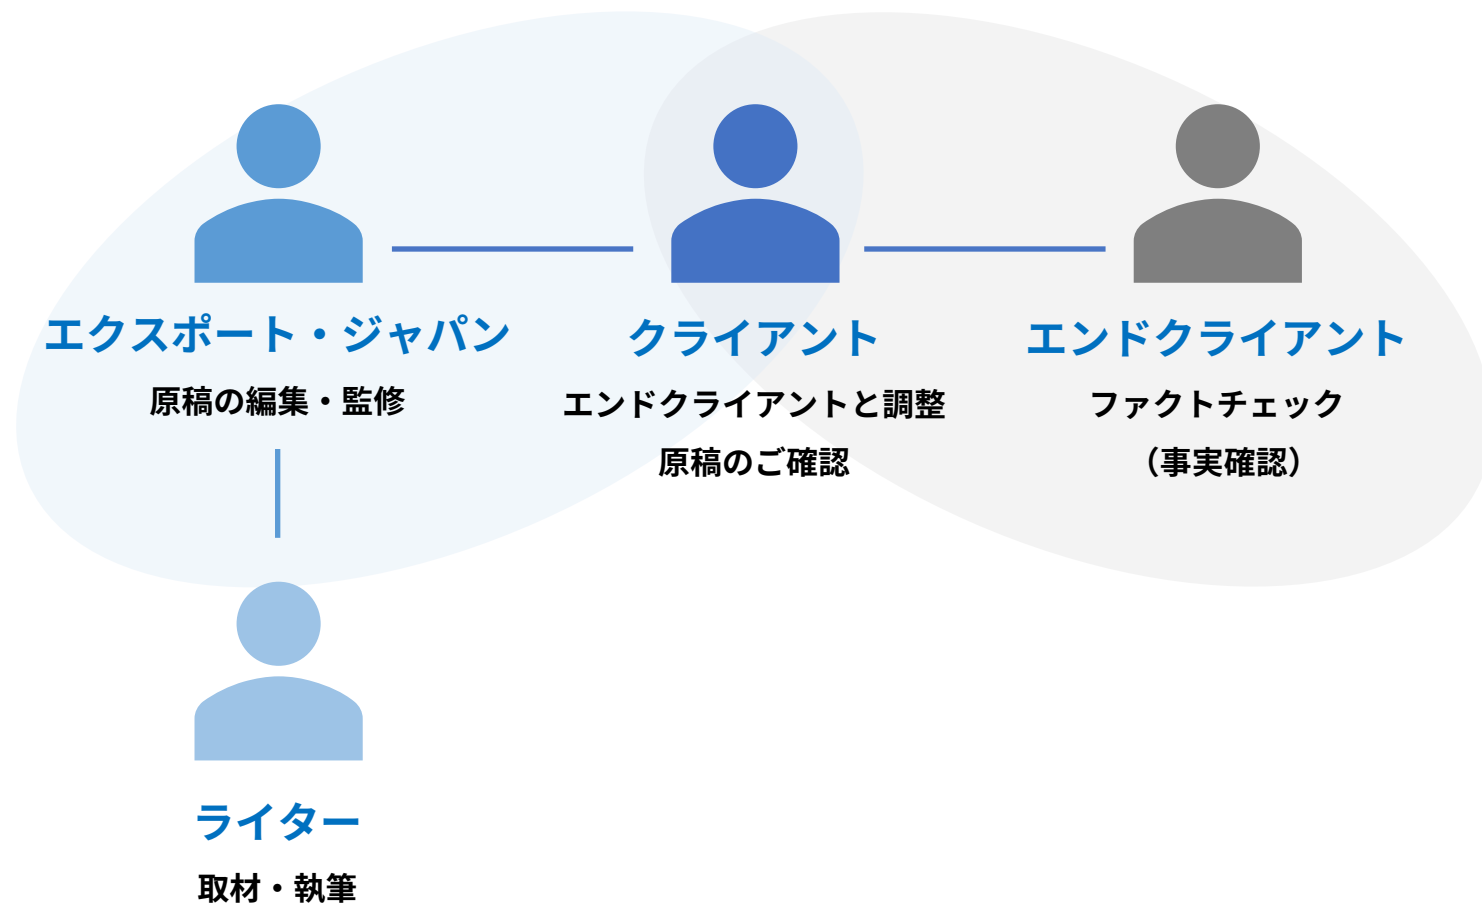 エクスポート・ジャパン
原稿の編集・監修
クライアント
エンドクライアントと調整
原稿のご確認
エンドクライアント
ファクトチェック
（事実確認）
ライター
取材・執筆